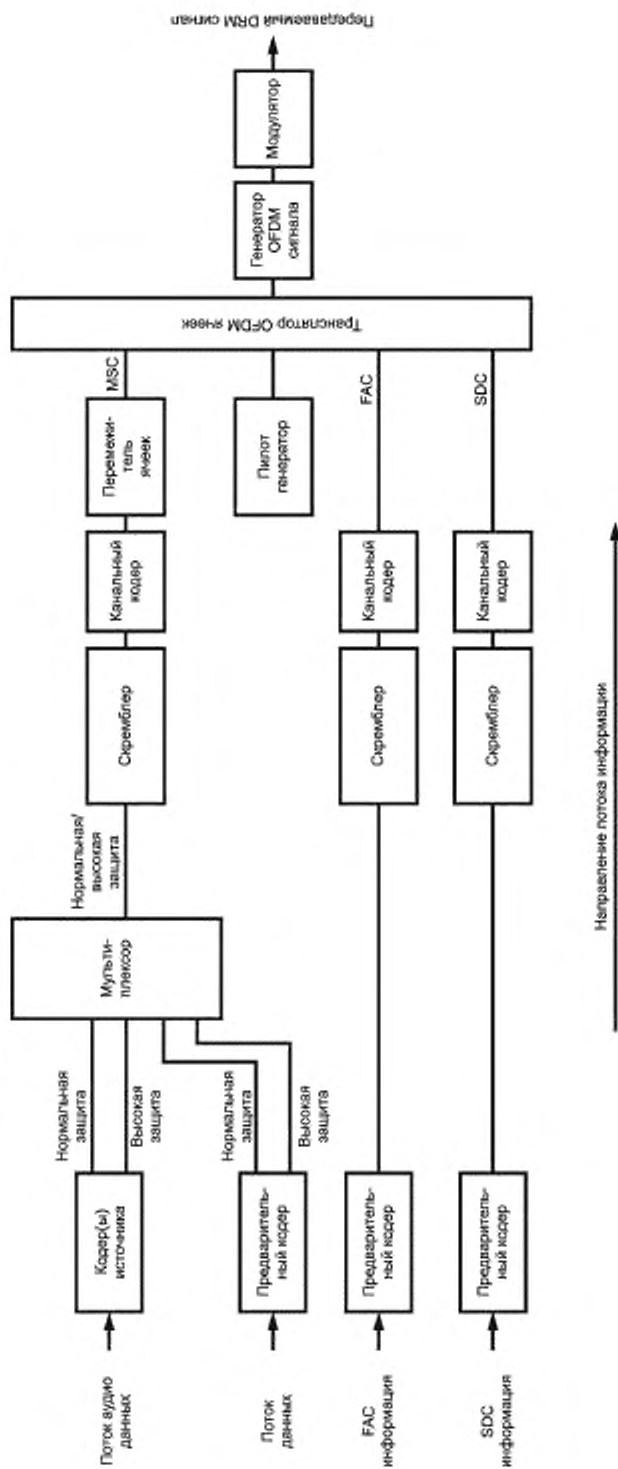 Поток аудио
данных
Кодер(ы)
источника
Нормальная
защита
Высокая
защита
Мульти-
плексор
Нормальная/
высокая
защита
Скремблер
Канальный
кодер
Перемежи-
тель
ячеек
MSC
Поток
данных
Предваритель-
ный кодер
Нормальная
защита
Высокая
защита
Пилот
генератор
Транслятор OFDM ячеек
Генератор
OFDM
сигнала
Модулятор
Передаваемый DRM сигнал
FAC
информация
Предваритель-
ный кодер
Скремблер
Канальный
кодер
FAC
SDC
информация
Предваритель-
ный кодер
Скремблер
Канальный
кодер
SDC
Направление потока информации